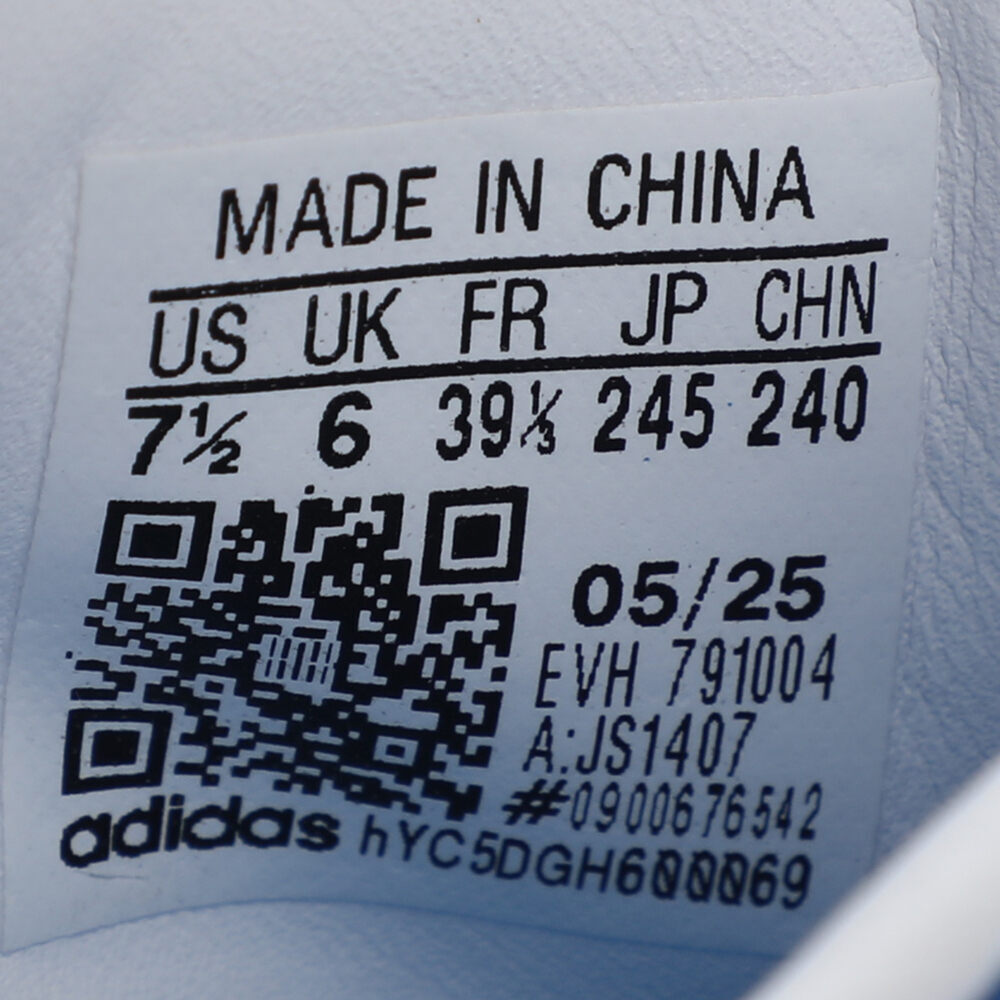 MADE IN CHINA
US UK FR JP CHN
7½ 6 39⅓ 245 240
05/25
EVH 791004
A:JS1407
#0900676542
adidas hYC5DGH600069